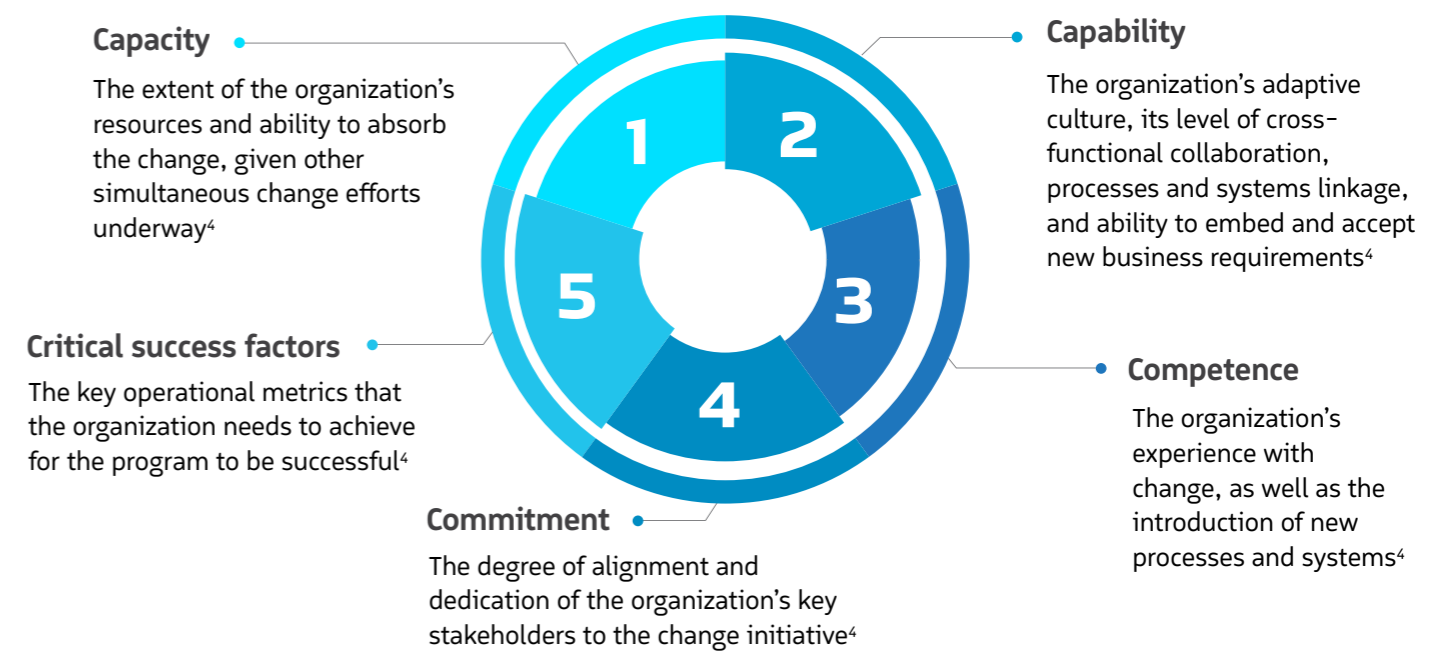 Capacity
The extent of the organization's
resources and ability to absorb
the change, given other
simultaneous change efforts
underway⁴
1
2
Capability
The organization's adaptive
culture, its level of cross-
functional collaboration,
processes and systems linkage,
and ability to embed and accept
new business requirements⁴
3
Competence
The organization's
experience with
change, as well as the
introduction of new
processes and systems⁴
4
Commitment
The degree of alignment and
dedication of the organization's key
stakeholders to the change initiative⁴
5
Critical success factors
The key operational metrics that
the organization needs to achieve
for the program to be successful⁴